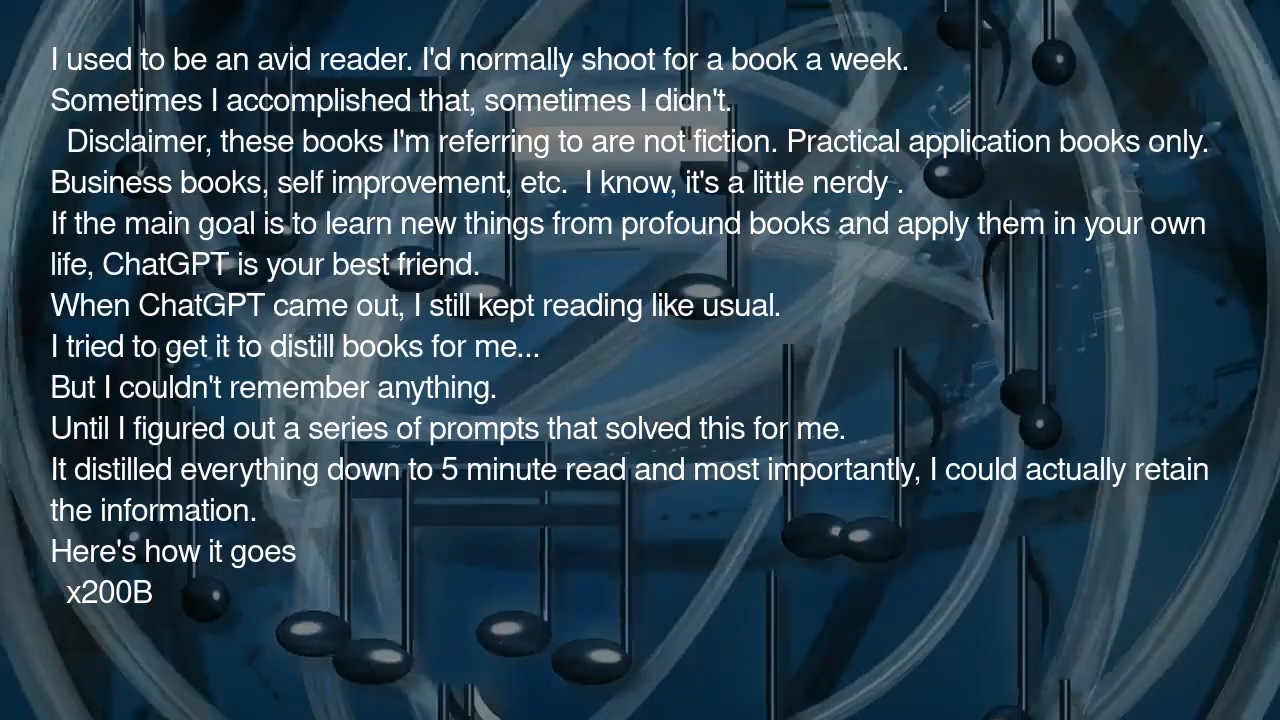 I used to be an avid reader. I'd normally shoot for a book a week.
Sometimes I accomplished that, sometimes I didn't.
Disclaimer, these books I'm referring to are not fiction. Practical application books only.
Business books, self improvement, etc.  I know, it's a little nerdy .
If the main goal is to learn new things from profound books and apply them in your own
life, ChatGPT is your best friend.
When ChatGPT came out, I still kept reading like usual.
I tried to get it to distill books for me...
But I couldn't remember anything.
Until I figured out a series of prompts that solved this for me.
It distilled everything down to 5 minute read and most importantly, I could actually retain
the information.
Here's how it goes
x200B